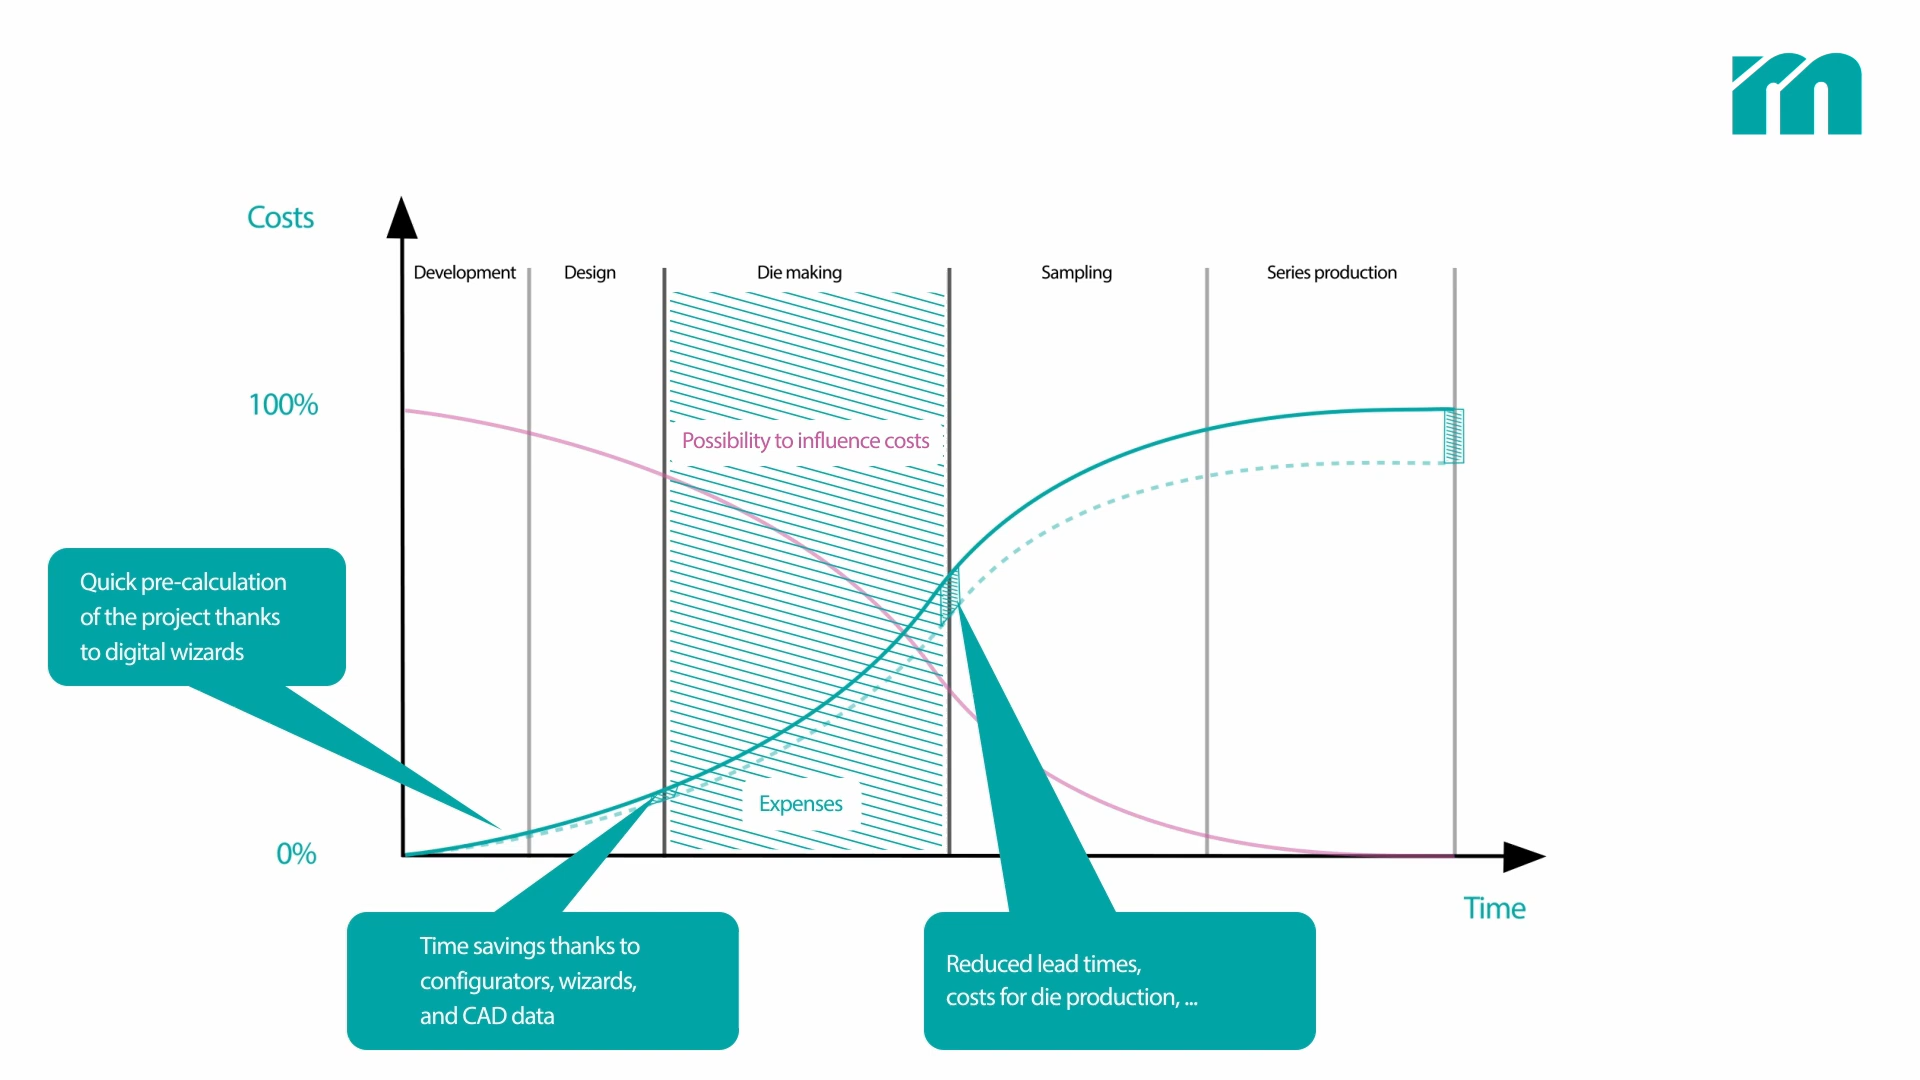 Costs
Development
Design
Die making
Sampling
Series production
100%
Possibility to influence costs
Quick pre-calculation
of the project thanks
to digital wizards
Expenses
0%
Time
Time savings thanks to
configurators, wizards,
and CAD data
Reduced lead times,
costs for die production, ...